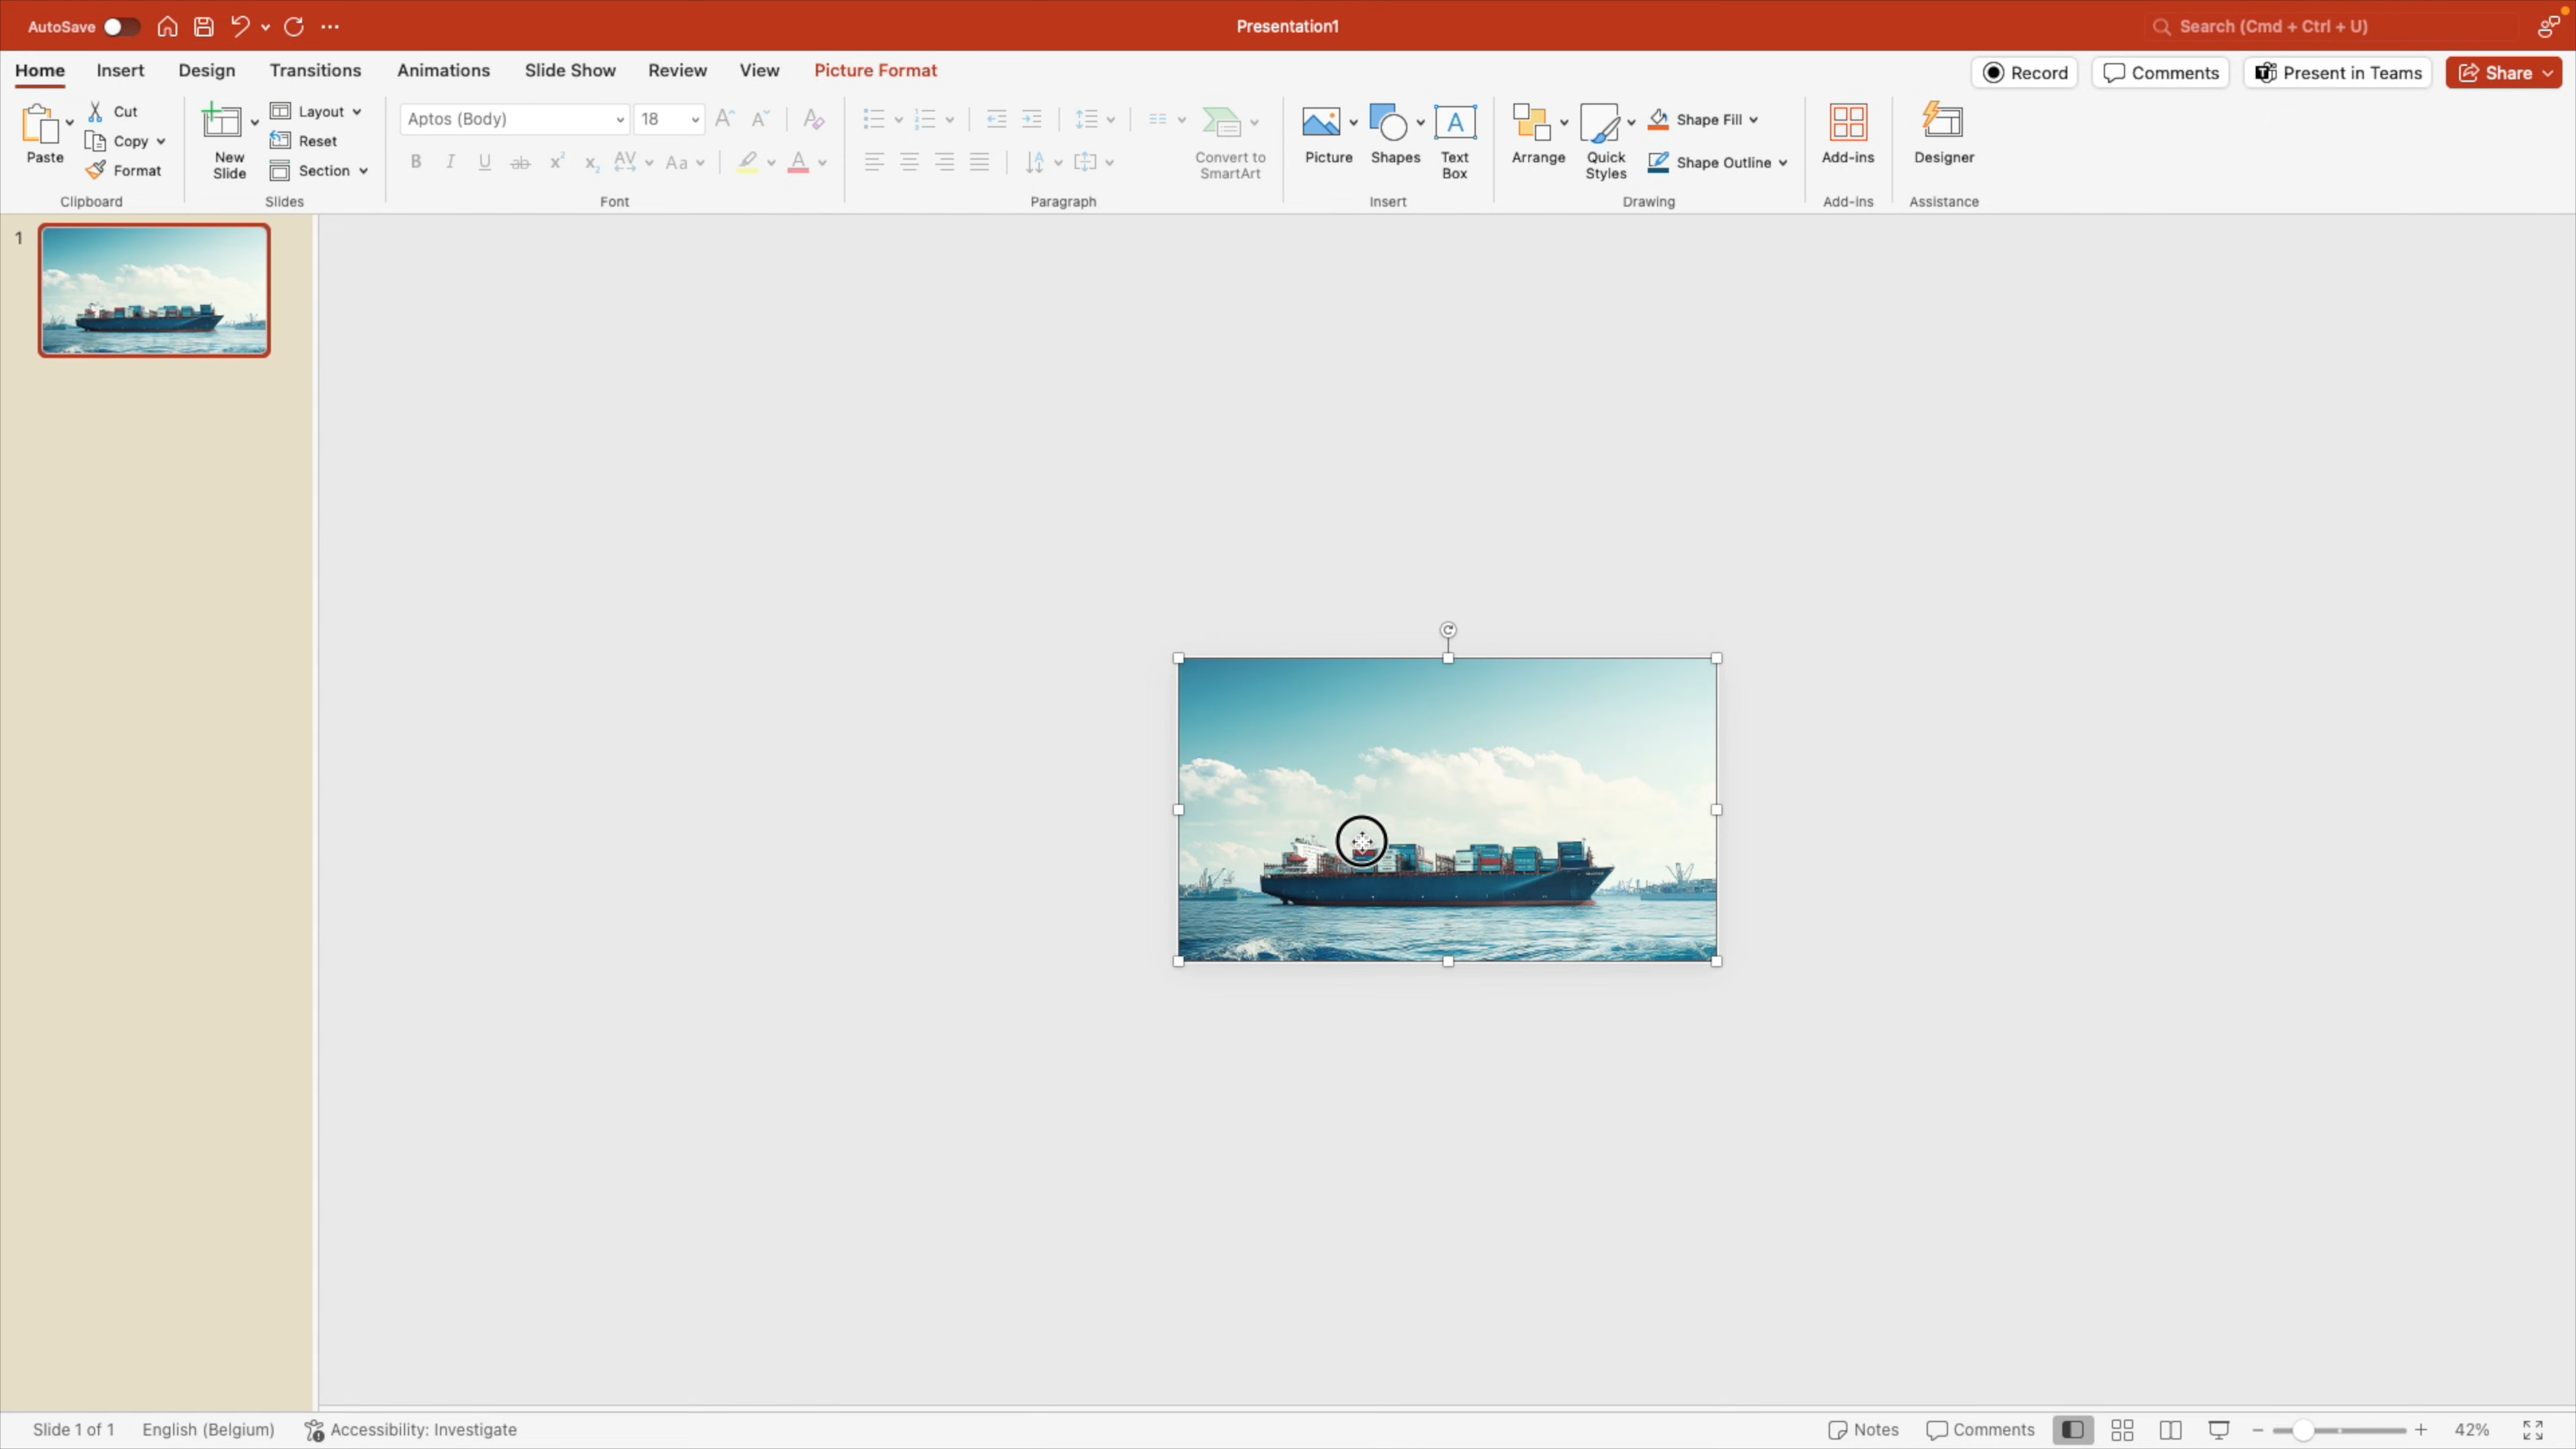 AutoSave
Presentation1
Search (Cmd + Ctrl + U)
Home Insert Design Transitions Animations Slide Show Review View Picture Format
Record Comments Present in Teams Share
Paste
Cut
Copy
Format
Clipboard
New
Slide
Layout
Reset
Section
Slides
Aptos (Body) 18
Font
Paragraph
Convert to
SmartArt
Picture
Shapes
Text
Box
Insert
Arrange
Quick
Styles
Shape Fill
Shape Outline
Drawing
Add-ins
Add-ins
Designer
Assistance
1
Slide 1 of 1 English (Belgium) Accessibility: Investigate Notes Comments 42%